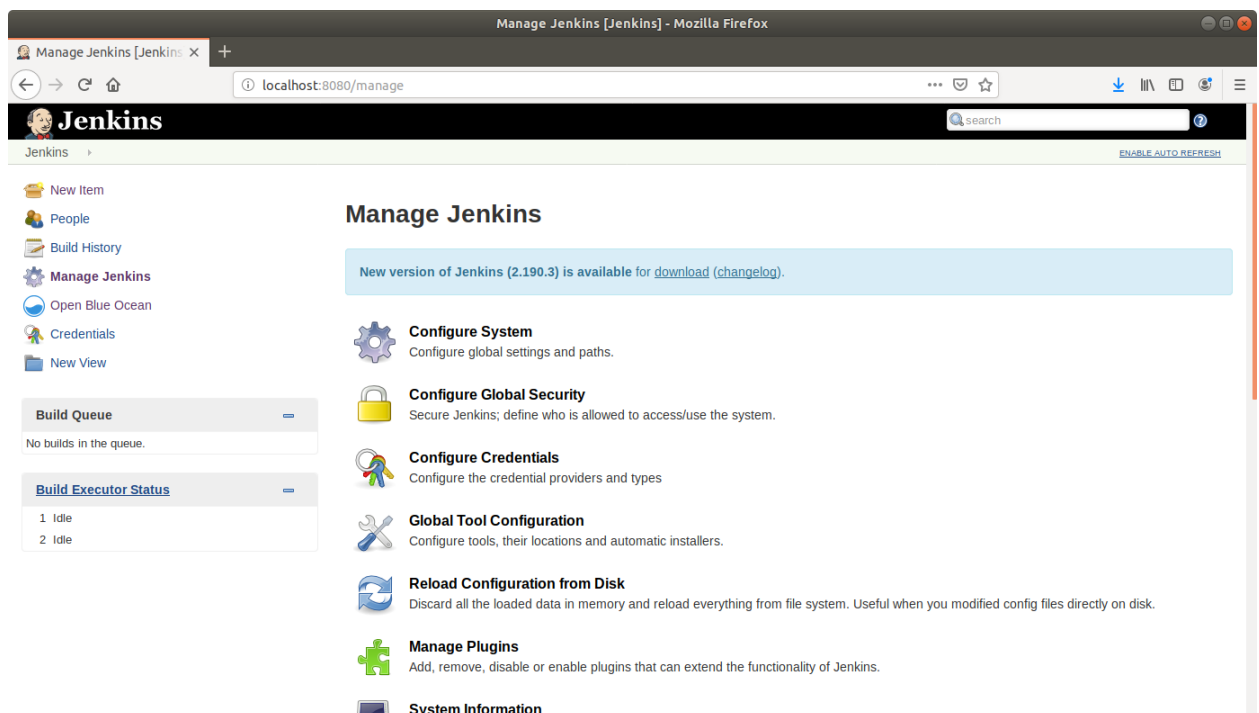 Manage Jenkins [Jenkins] - Mozilla Firefox
Manage Jenkins [Jenkins
localhost:8080/manage
Jenkins
search
Jenkins
ENABLE AUTO REFRESH
New Item
People
Build History
Manage Jenkins
Open Blue Ocean
Credentials
New View
Build Queue
No builds in the queue.
Build Executor Status
1 Idle
2 Idle
Manage Jenkins
New version of Jenkins (2.190.3) is available for download (changelog).
Configure System
Configure global settings and paths.
Configure Global Security
Secure Jenkins; define who is allowed to access/use the system.
Configure Credentials
Configure the credential providers and types
Global Tool Configuration
Configure tools, their locations and automatic installers.
Reload Configuration from Disk
Discard all the loaded data in memory and reload everything from file system. Useful when you modified config files directly on disk.
Manage Plugins
Add, remove, disable or enable plugins that can extend the functionality of Jenkins.
System Information